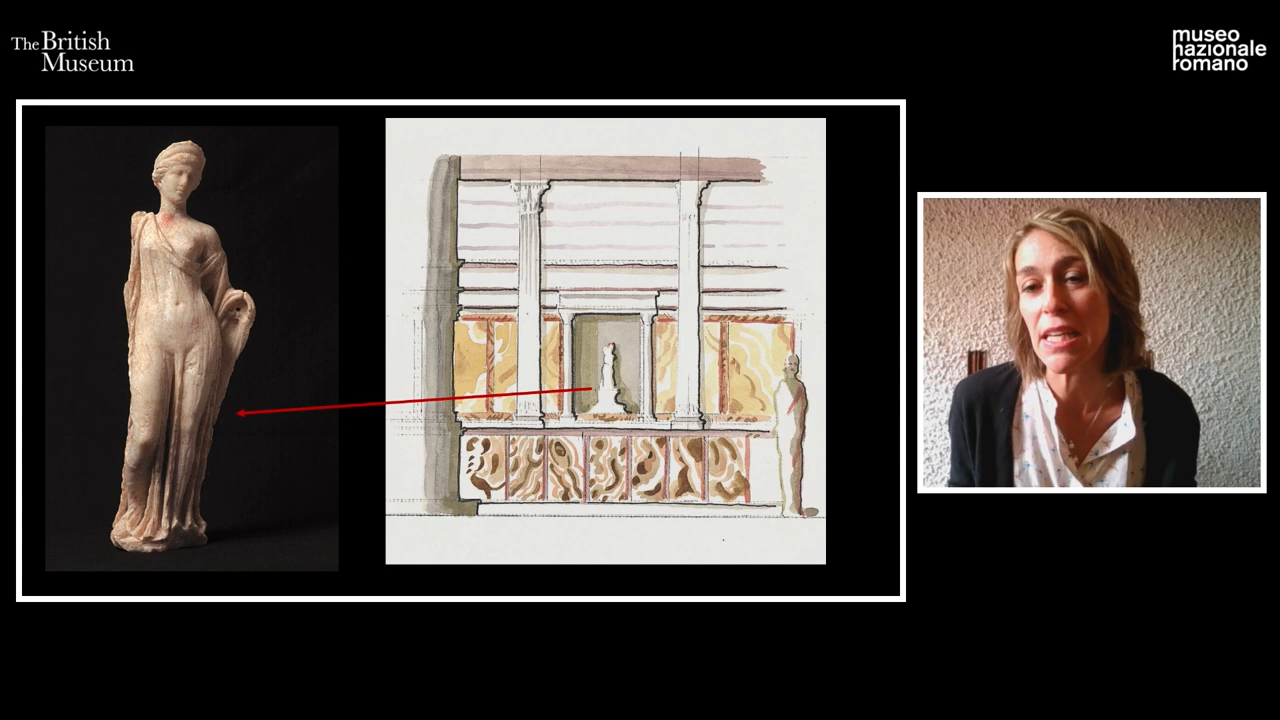 The British
Museum
museo
nazionale
romano